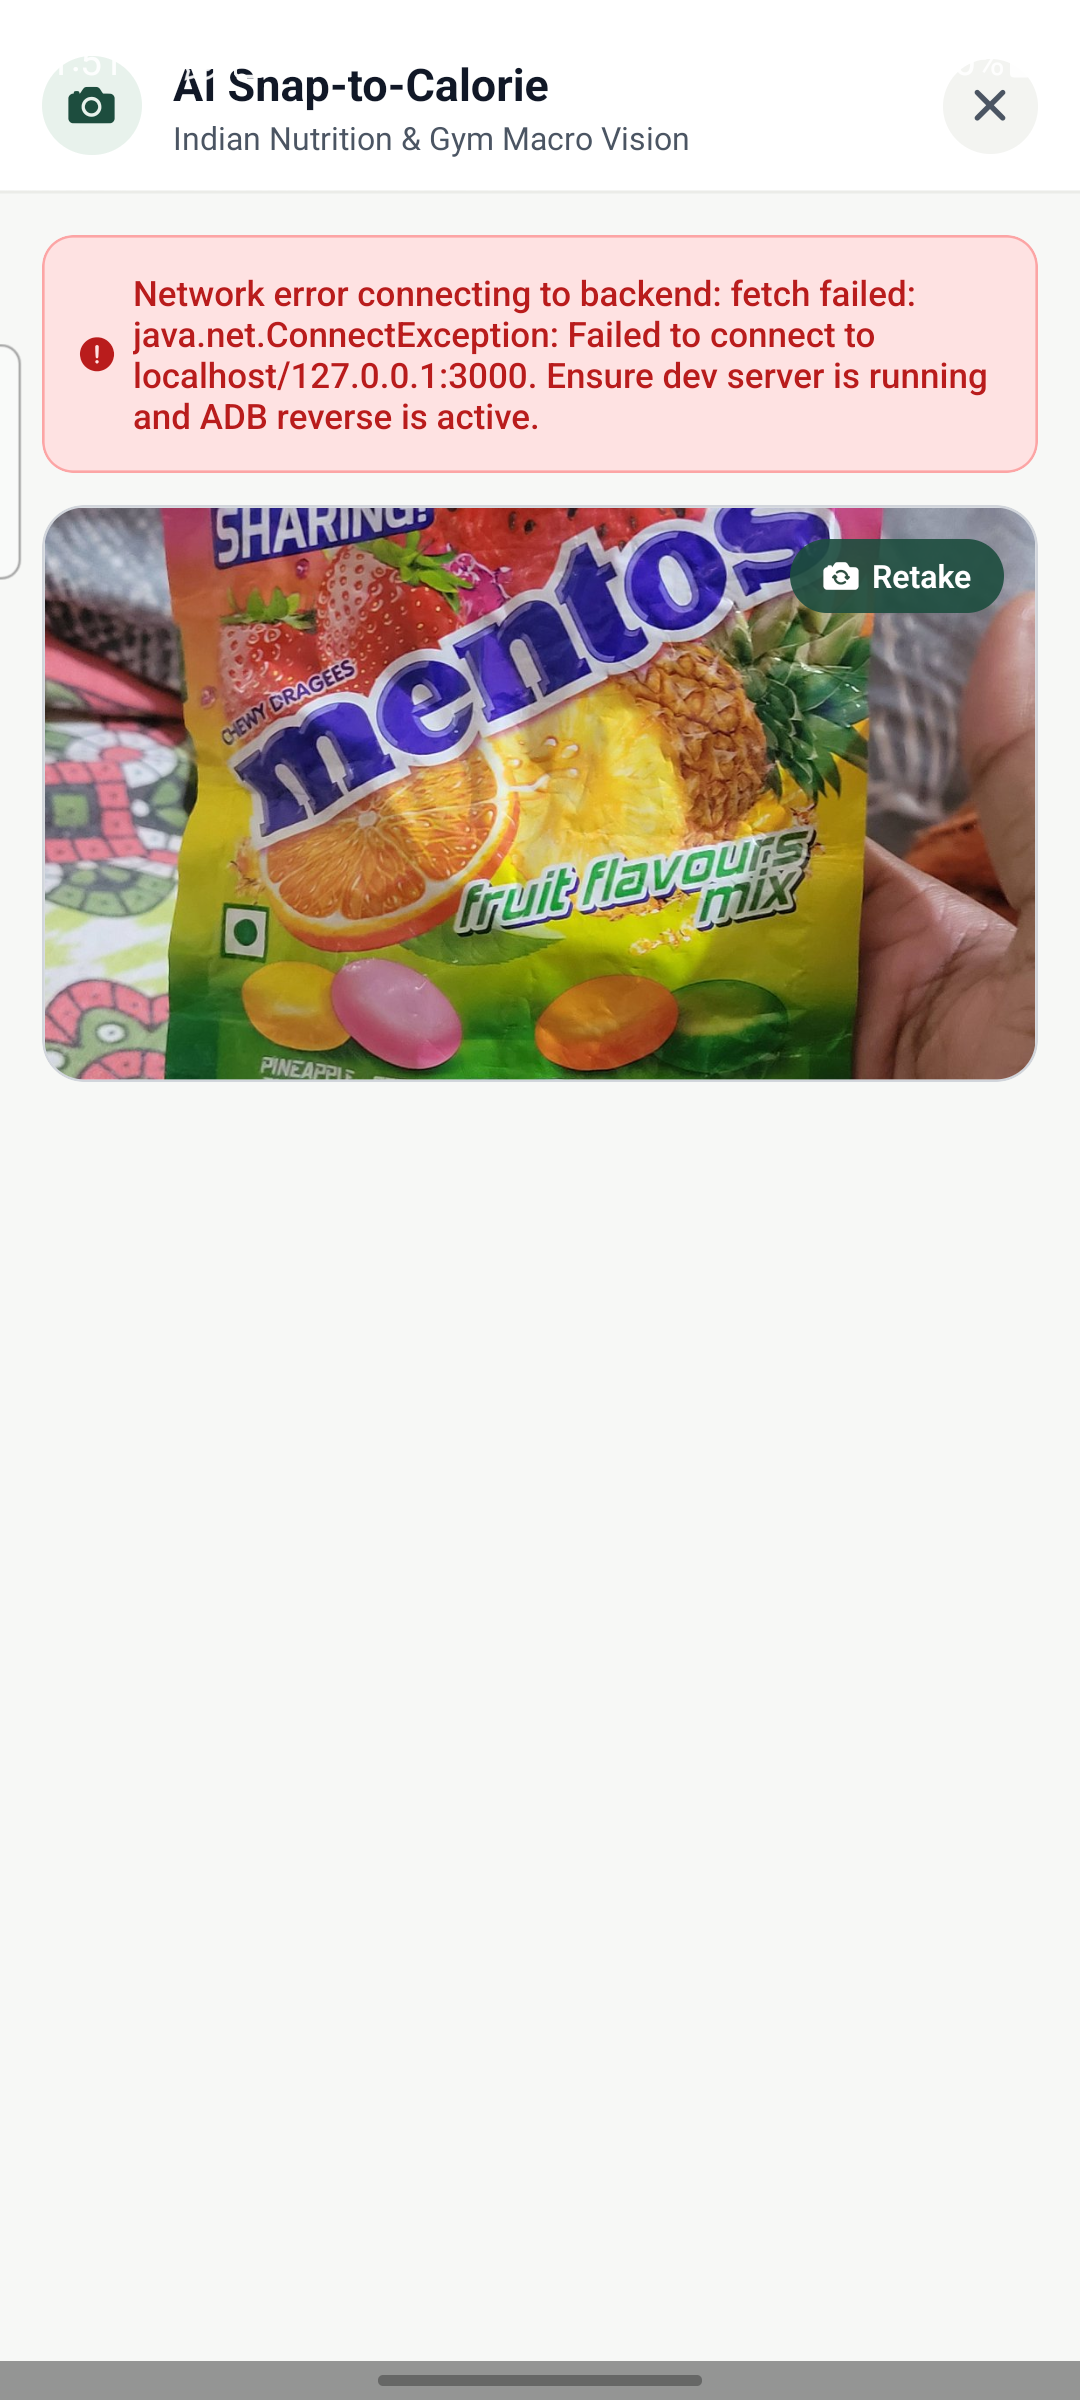 AI Snap-to-Calorie
Indian Nutrition & Gym Macro Vision
Network error connecting to backend: fetch failed:
java.net.ConnectException: Failed to connect to
localhost/127.0.0.1:3000. Ensure dev server is running
and ADB reverse is active.
Retake
SHARING!
CHEWY DRAGEES
mentos
fruit flavours
mix
PINEAPPLE